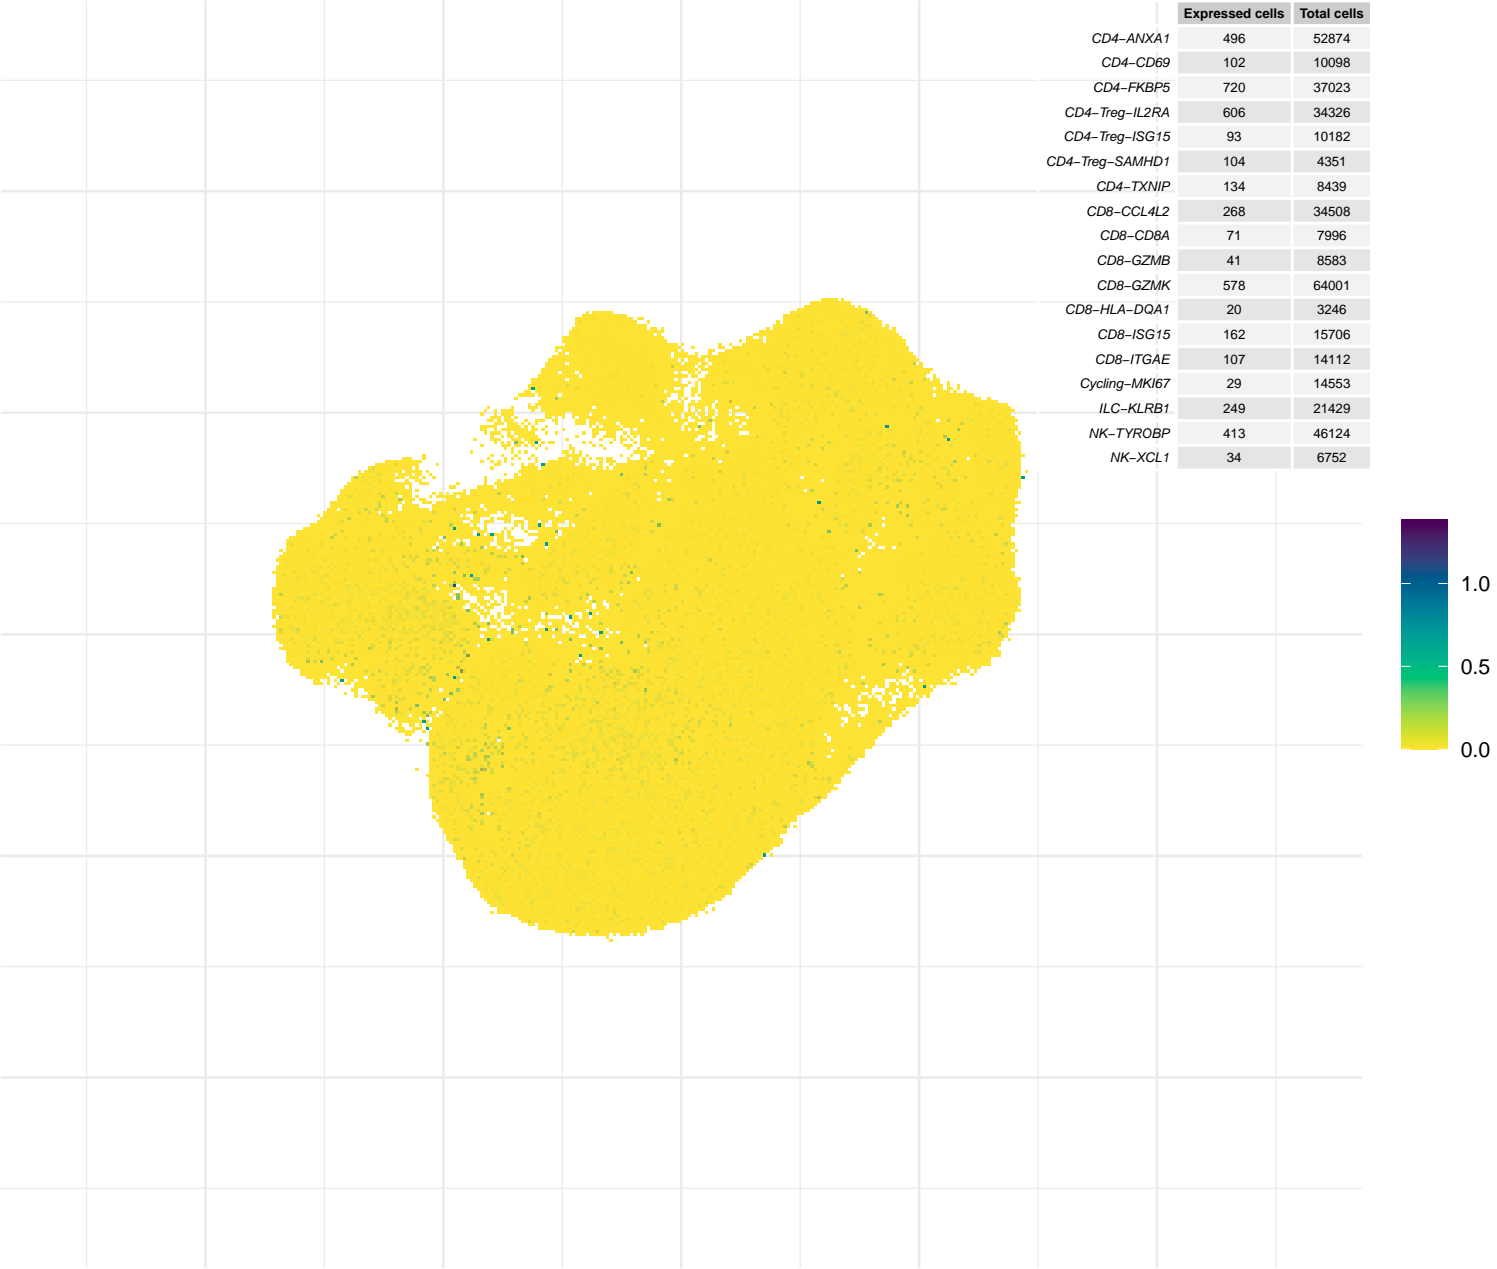 Expressed cells Total cells
CD4−ANXA1 496 52874
CD4−CD69 102 10098
CD4−FKBP5 720 37023
CD4−Treg−IL2RA 606 34326
CD4−Treg−ISG15 93 10182
CD4−Treg−SAMHD1 104 4351
CD4−TXNIP 134 8439
CD8−CCL4L2 268 34508
CD8−CD8A 71 7996
CD8−GZMB 41 8583
CD8−GZMK 578 64001
CD8−HLA−DQA1 20 3246
CD8−ISG15 162 15706
CD8−ITGAE 107 14112
Cycling−MKI67 29 14553
ILC−KLRB1 249 21429
NK−TYROBP 413 46124
NK−XCL1 34 6752
1.0
0.5
0.0